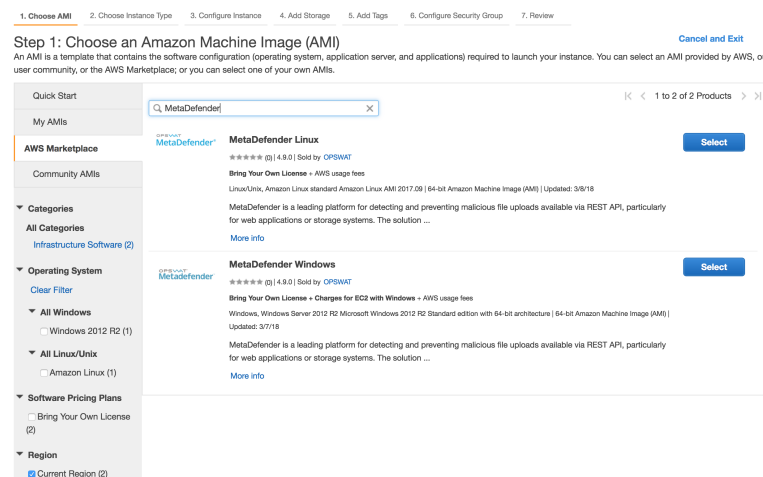 1. Choose AMI 2. Choose Instance Type 3. Configure Instance 4. Add Storage 5. Add Tags 6. Configure Security Group 7. Review
Step 1: Choose an Amazon Machine Image (AMI)
Cancel and Exit
An AMI is a template that contains the software configuration (operating system, application server, and applications) required to launch your instance. You can select an AMI provided by AWS,
user community, or the AWS Marketplace; or you can select one of your own AMIs.
Quick Start
My AMIs
AWS Marketplace
Community AMIs
Categories
All Categories
Infrastructure Software (2)
Operating System
Clear Filter
All Windows
Windows 2012 R2 (1)
All Linux/Unix
Amazon Linux (1)
Software Pricing Plans
Bring Your Own License
(2)
Region
Current Region (2)
MetaDefender
1 to 2 of 2 Products
OPSWAT
MetaDefender
MetaDefender Linux
Select
(0) | 4.9.0 | Sold by OPSWAT
Bring Your Own License + AWS usage fees
Linux/Unix, Amazon Linux standard Amazon Linux AMI 2017.09 | 64-bit Amazon Machine Image (AMI) | Updated: 3/8/18
MetaDefender is a leading platform for detecting and preventing malicious file uploads available via REST API, particularly
for web applications or storage systems. The solution ...
More info
OPSWAT
Metadefender
MetaDefender Windows
Select
(0) | 4.9.0 | Sold by OPSWAT
Bring Your Own License + Charges for EC2 with Windows + AWS usage fees
Windows, Windows Server 2012 R2 Microsoft Windows 2012 R2 Standard edition with 64-bit architecture | 64-bit Amazon Machine Image (AMI) |
Updated: 3/7/18
MetaDefender is a leading platform for detecting and preventing malicious file uploads available via REST API, particularly
for web applications or storage systems. The solution ...
More info